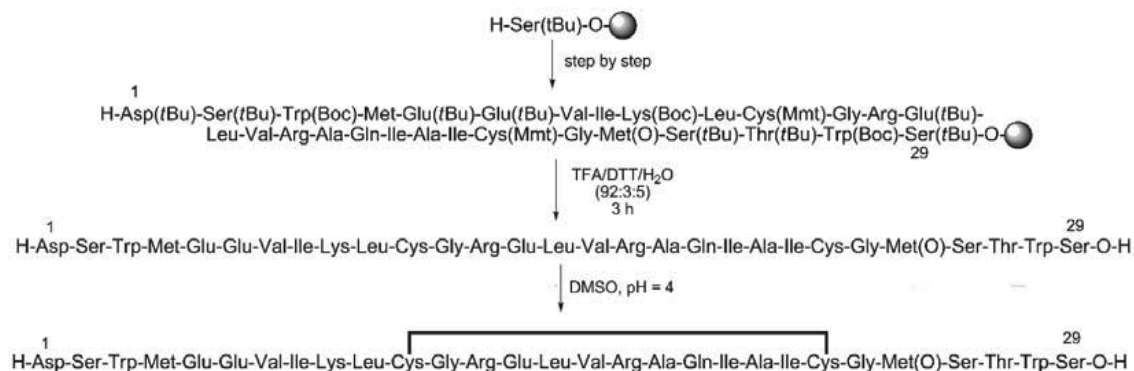 H-Ser(tBu)-O-
step by step
1
H-Asp(tBu)-Ser(tBu)-Trp(Boc)-Met-Glu(tBu)-Glu(tBu)-Val-Ile-Lys(Boc)-Leu-Cys(Mmt)-Gly-Arg-Glu(tBu)-
Leu-Val-Arg-Ala-Gln-Ile-Ala-Ile-Cys(Mmt)-Gly-Met(O)-Ser(tBu)-Thr(tBu)-Trp(Boc)-Ser(tBu)-O-
29
TFA/DTT/H₂O
(92:3:5)
3 h
1 29
H-Asp-Ser-Trp-Met-Glu-Glu-Val-Ile-Lys-Leu-Cys-Gly-Arg-Glu-Leu-Val-Arg-Ala-Gln-Ile-Ala-Ile-Cys-Gly-Met(O)-Ser-Thr-Trp-Ser-O-H
DMSO, pH = 4
1 29
H-Asp-Ser-Trp-Met-Glu-Glu-Val-Ile-Lys-Leu-Cys-Gly-Arg-Glu-Leu-Val-Arg-Ala-Gln-Ile-Ala-Ile-Cys-Gly-Met(O)-Ser-Thr-Trp-Ser-O-H